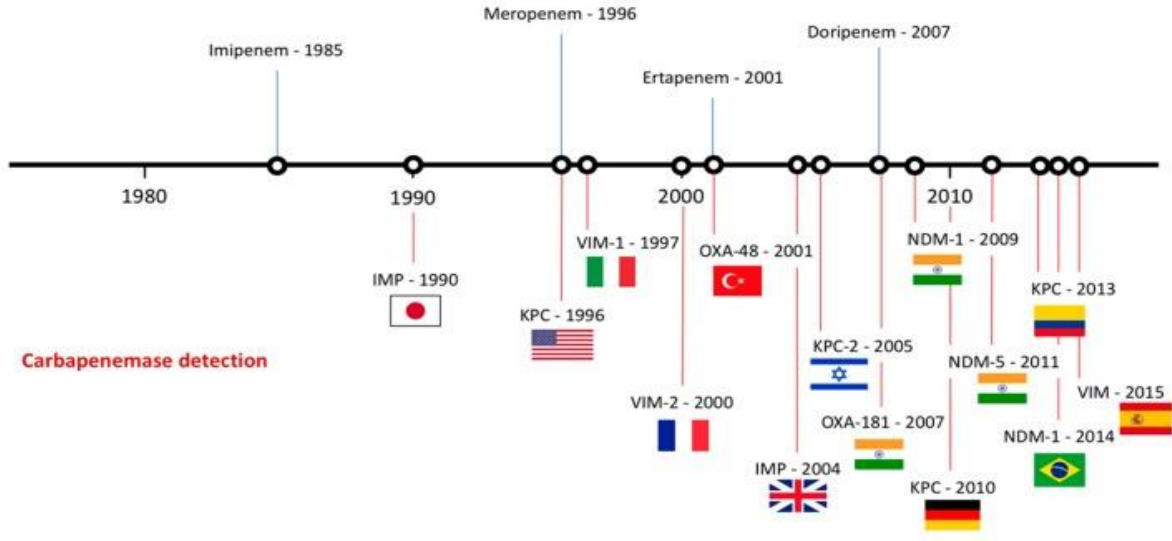 Meropenem - 1996
Doripenem - 2007
Imipenem - 1985
Ertapenem - 2001
1980
1990
2000
2010
VIM-1 - 1997
OXA-48 - 2001
NDM-1 - 2009
IMP - 1990
KPC - 2013
KPC - 1996
KPC-2 - 2005
Carbapenemase detection
NDM-5 - 2011
VIM - 2015
VIM-2 - 2000
OXA-181 - 2007
NDM-1 - 2014
IMP - 2004
KPC - 2010